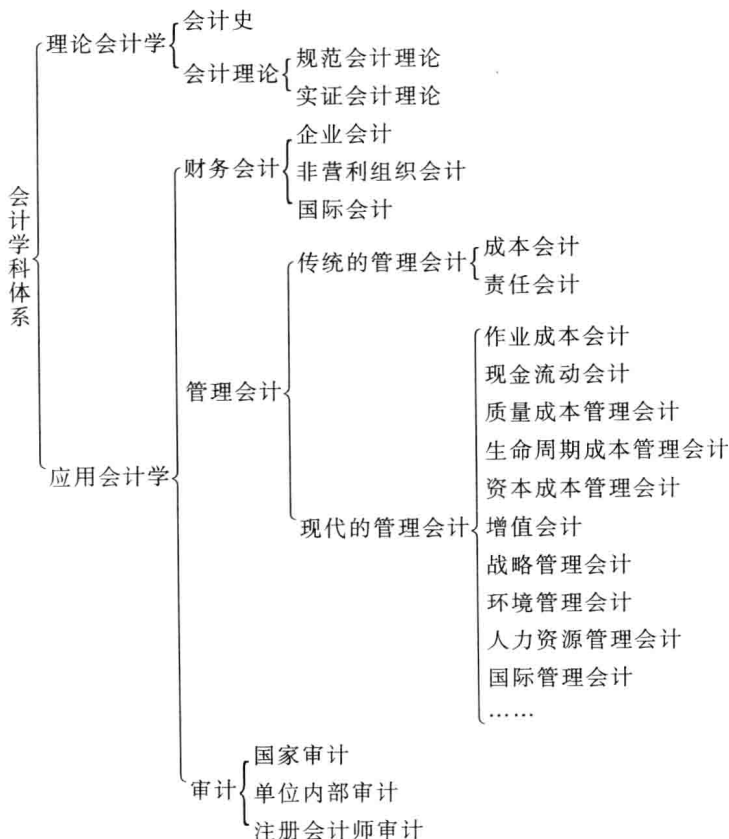 会计学科体系
理论会计学
会计史
会计理论
规范会计理论
实证会计理论
应用会计学
财务会计
企业会计
非营利组织会计
国际会计
管理会计
传统的管理会计
成本会计
责任会计
现代的管理会计
作业成本会计
现金流动会计
质量成本管理会计
生命周期成本管理会计
资本成本管理会计
增值会计
战略管理会计
环境管理会计
人力资源管理会计
国际管理会计
……
审计
国家审计
单位内部审计
注册会计师审计